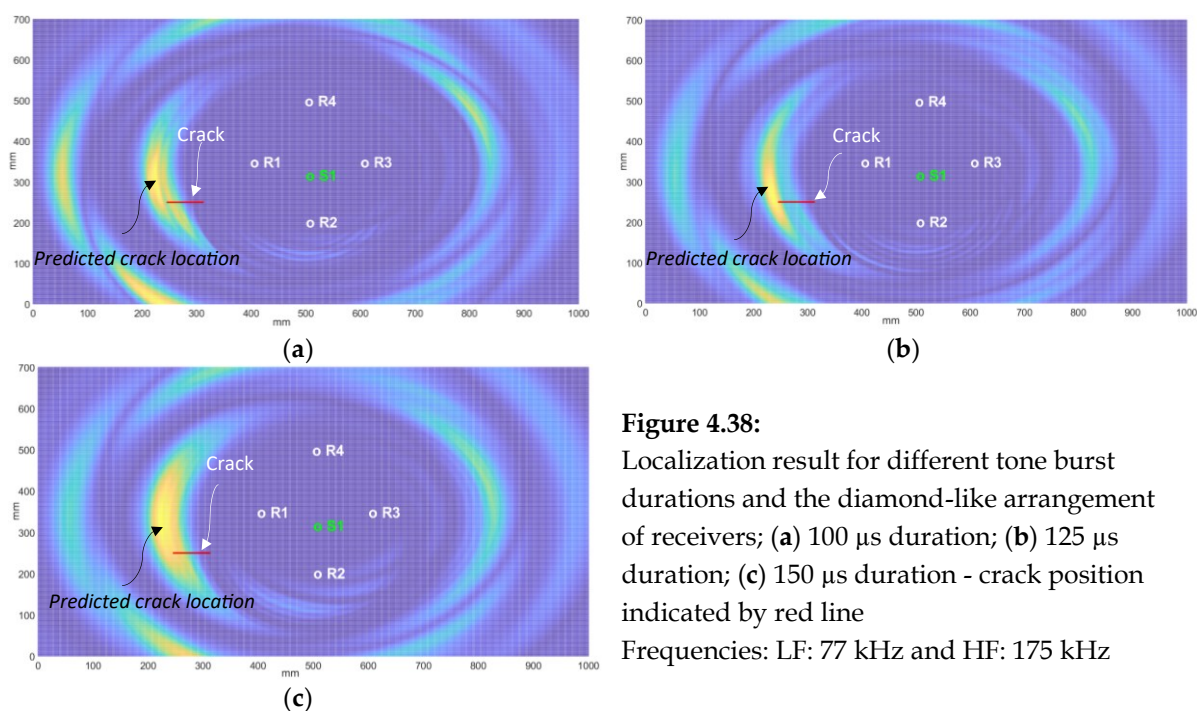 700
600
500
400
300
200
100
0
mm
R4
Crack
R1
R3
S1
R2
Predicted crack location
0 100 200 300 400 500 600 700 800 900 1000
mm
(a)
700
600
500
400
300
200
100
0
mm
R4
Crack
R1
R3
S1
R2
Predicted crack location
0 100 200 300 400 500 600 700 800 900 1000
mm
(b)
700
600
500
400
300
200
100
0
mm
R4
Crack
R1
R3
S1
R2
Predicted crack location
0 100 200 300 400 500 600 700 800 900 1000
mm
(c)
Figure 4.38:
Localization result for different tone burst
durations and the diamond-like arrangement
of receivers; (a) 100 µs duration; (b) 125 µs
duration; (c) 150 µs duration - crack position
indicated by red line
Frequencies: LF: 77 kHz and HF: 175 kHz